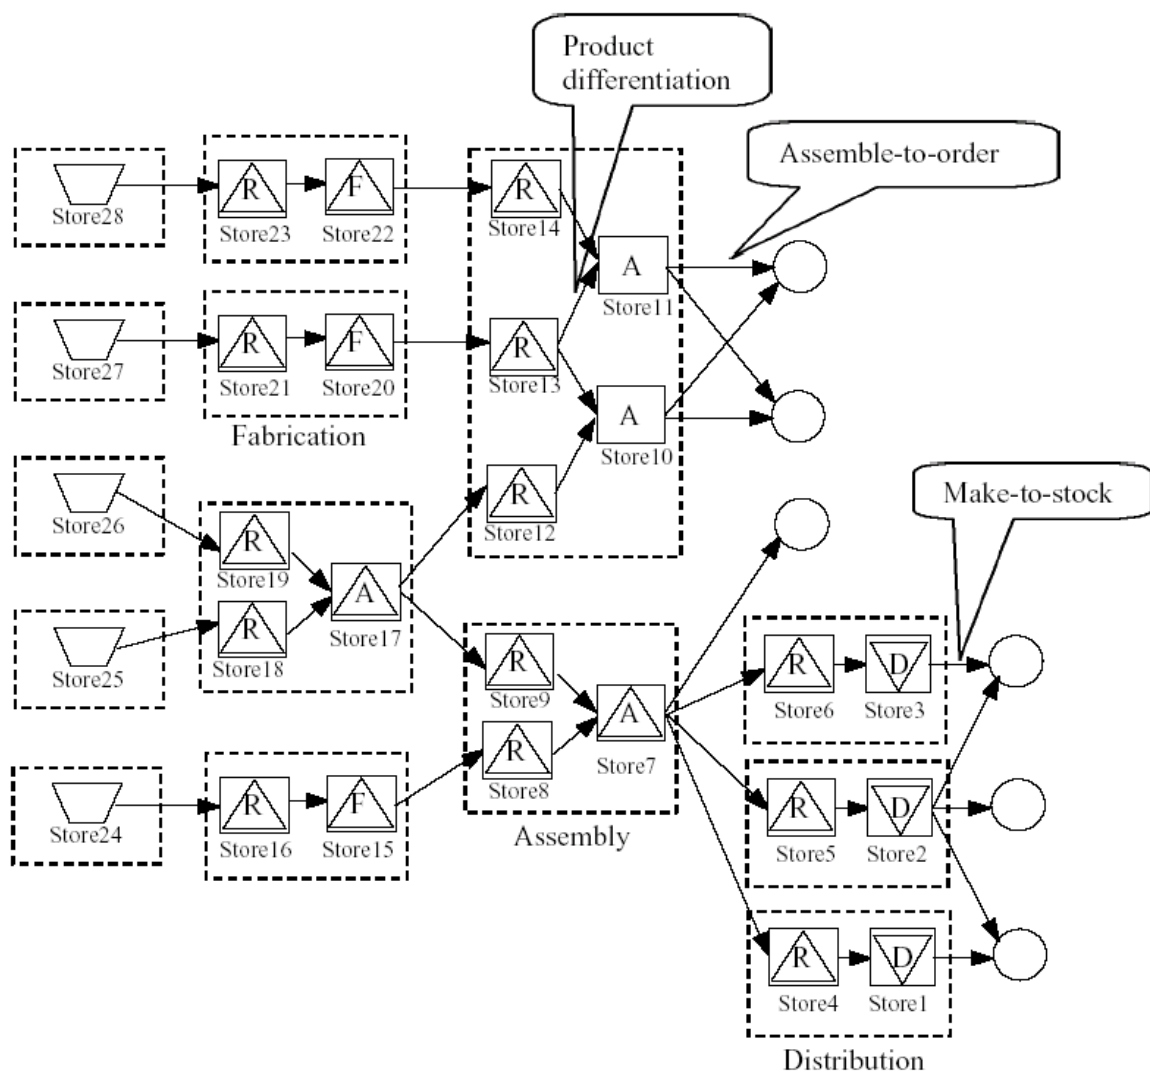 Product
differentiation
Assemble-to-order
R
F
R
Store28
Store23
Store22
Store14
A
Store11
R
F
R
Store27
Store21
Store20
Store13
A
Fabrication
Store10
Make-to-stock
R
Store26
R
Store12
Store19
A
R
Store17
R
Store25
Store18
R
D
Store9
A
Store6
Store3
R
Store7
Store8
R
F
R
D
Store24
Store16
Store15
Assembly
Store5
Store2
R
D
Store4
Store1
Distribution